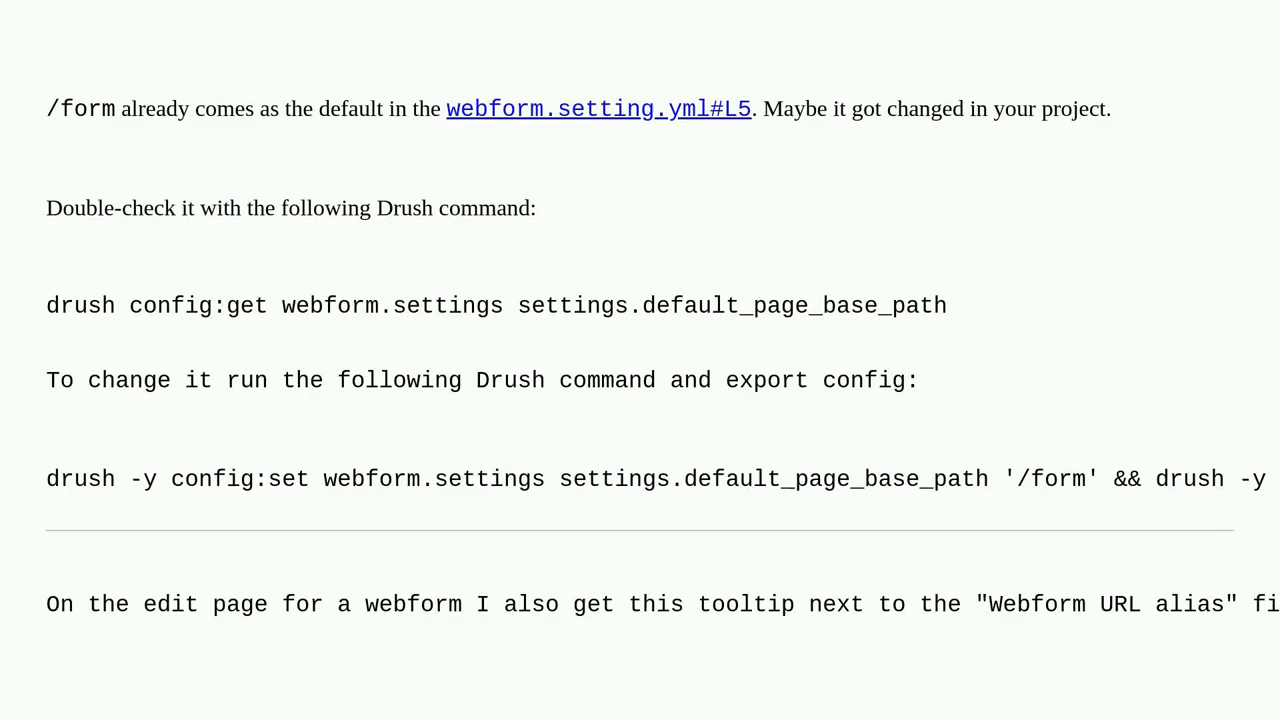 /form already comes as the default in the webform.setting.yml#L5. Maybe it got changed in your project.
Double-check it with the following Drush command:
drush config:get webform.settings settings.default_page_base_path
To change it run the following Drush command and export config:
drush -y config:set webform.settings settings.default_page_base_path '/form' && drush -y
On the edit page for a webform I also get this tooltip next to the "Webform URL alias" fi